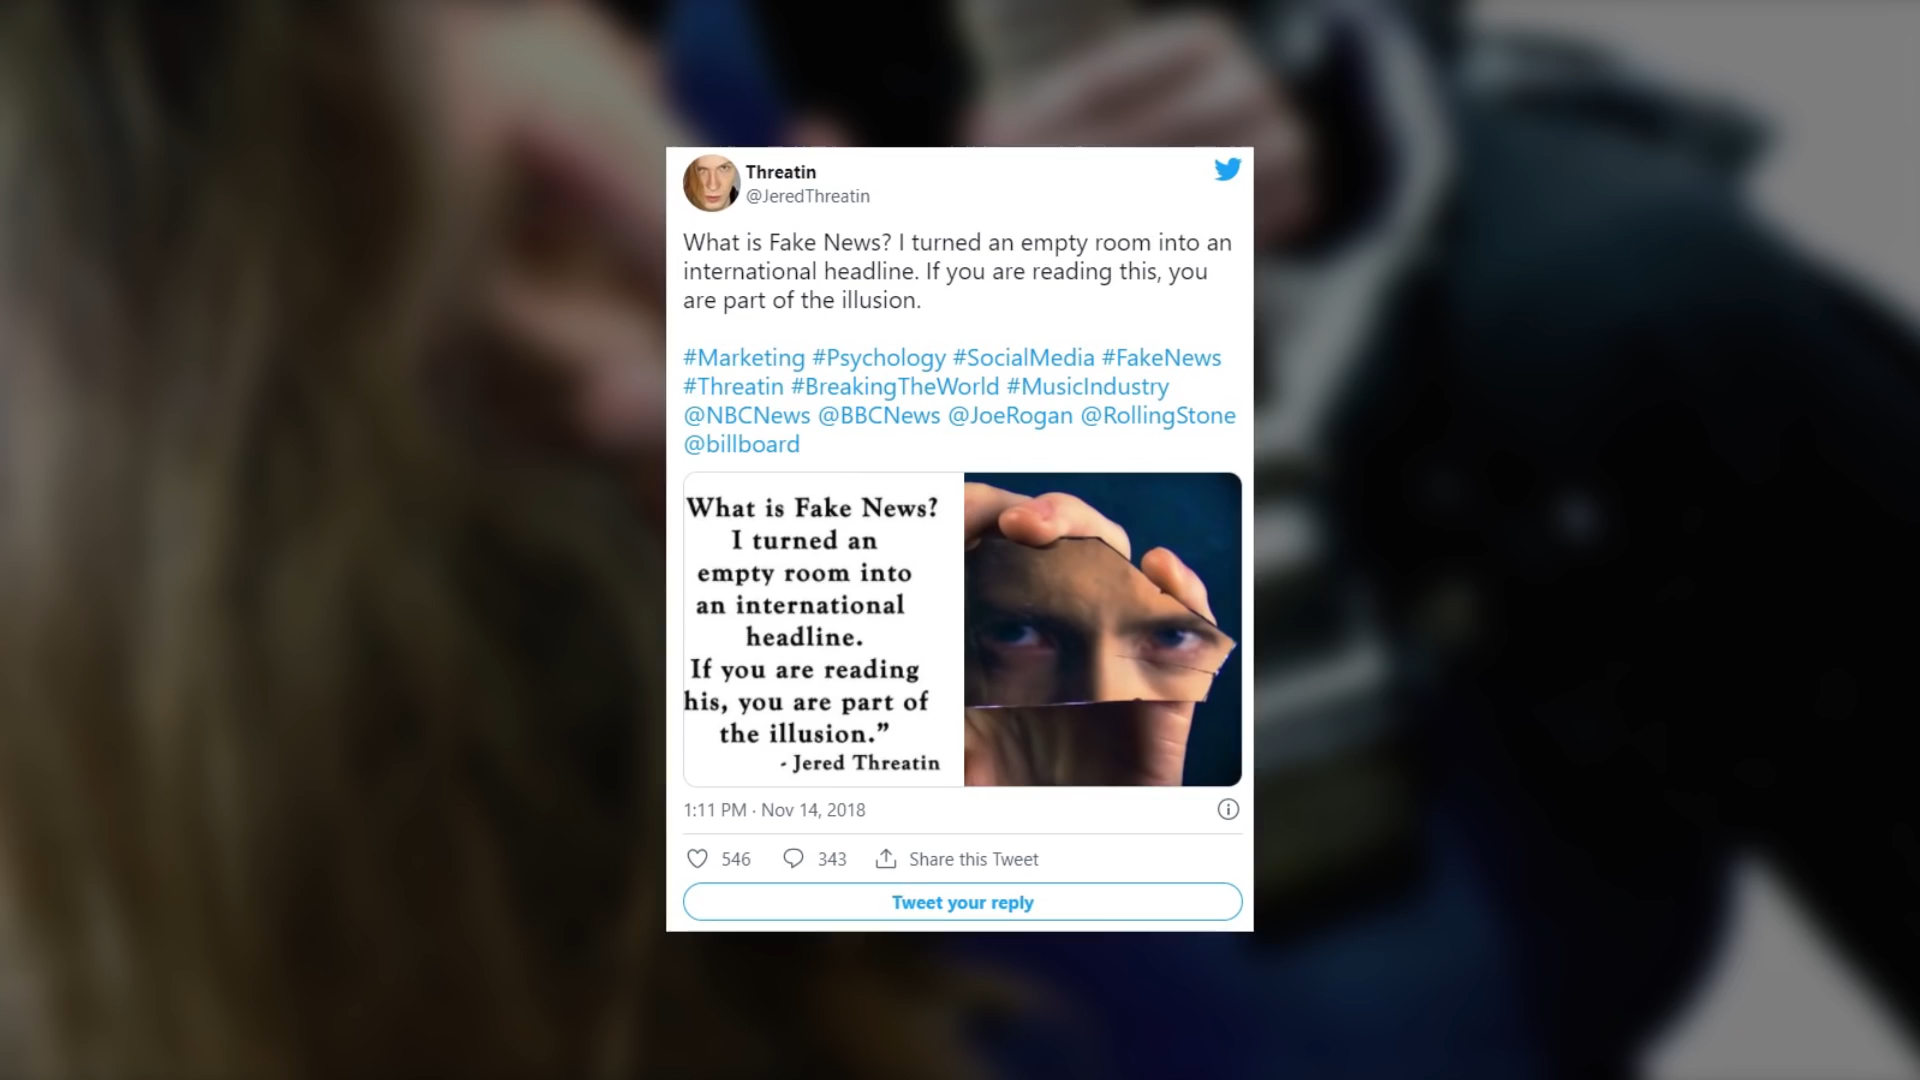 Threatin
@JeredThreatin
What is Fake News? I turned an empty room into an
international headline. If you are reading this, you
are part of the illusion.
#Marketing #Psychology #SocialMedia #FakeNews
#Threatin #BreakingTheWorld #MusicIndustry
@NBCNews @BBCNews @JoeRogan @RollingStone
@billboard
What is Fake News?
I turned an
empty room into
an international
headline.
If you are reading
his, you are part of
the illusion.”
- Jered Threatin
1:11 PM · Nov 14, 2018
546 343 Share this Tweet
Tweet your reply